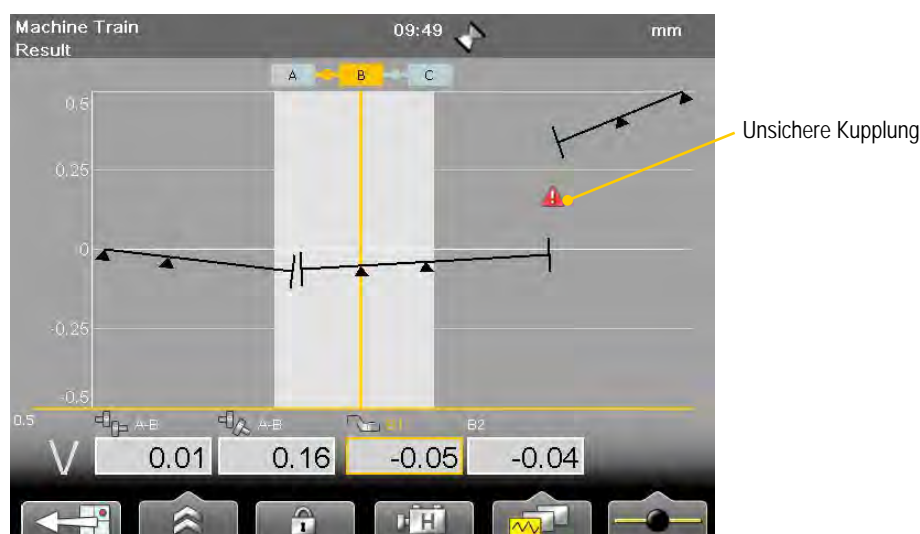 Machine Train
Result
09:49
mm
A B C
0.5
0.25
0
-0.25
-0.5
Unsichere Kupplung
0.5
A-B
A-B
B1
B2
V
0.01
0.16
-0.05
-0.04
H